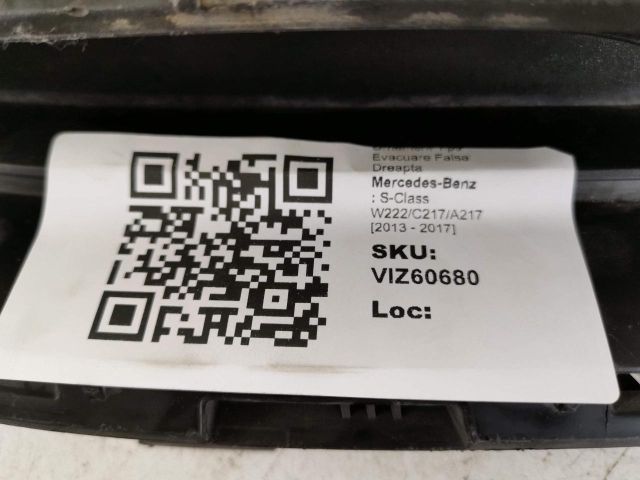 Evacuare Falsa
Dreapta
Mercedes-Benz
: S-Class
W222/C217/A217
[2013 - 2017]
SKU:
VIZ60680
Loc: